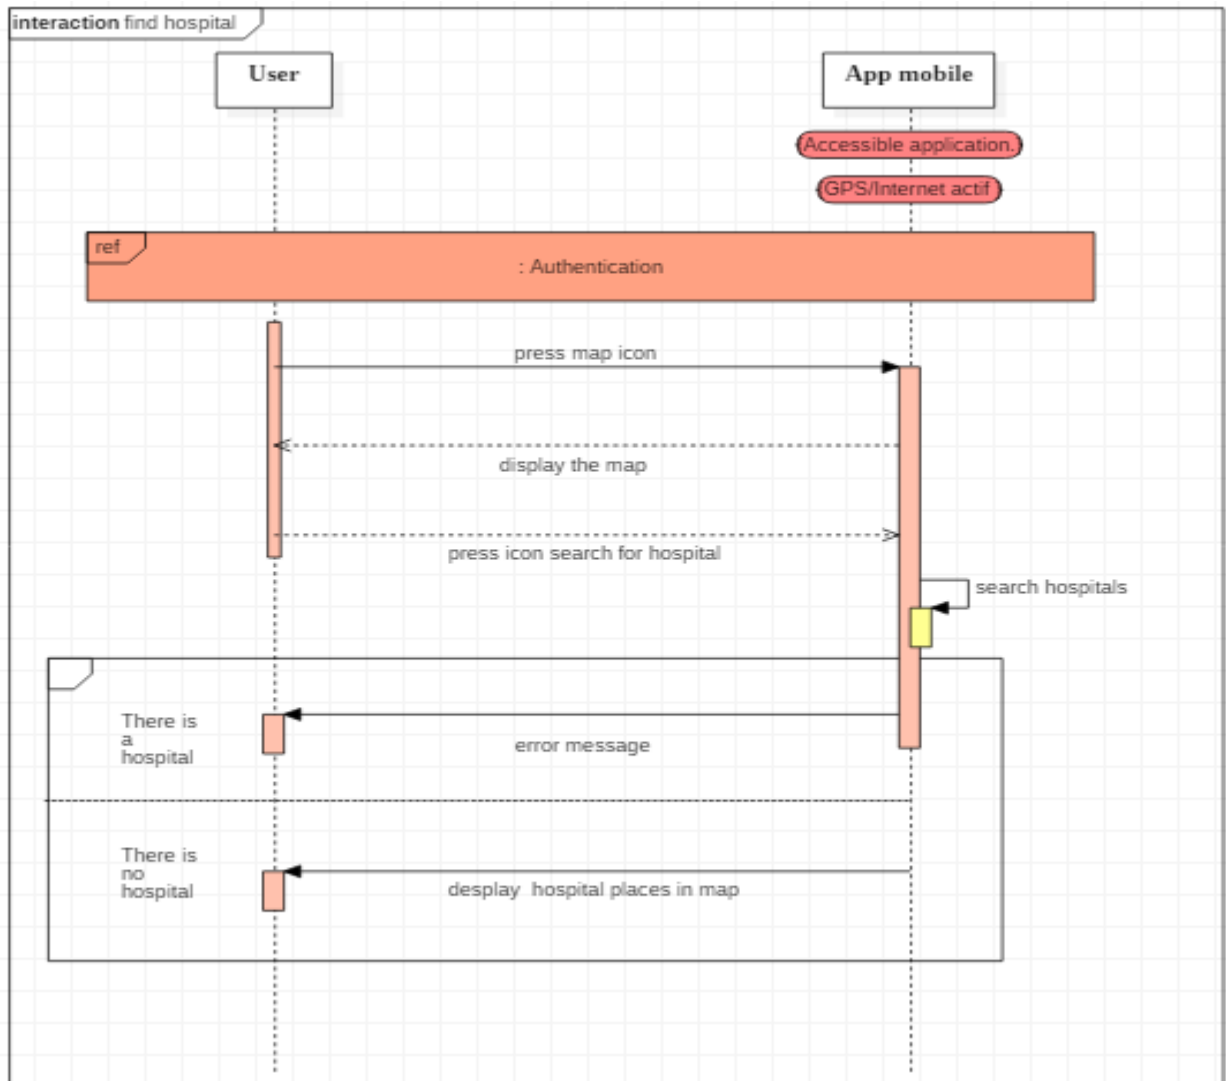 interaction find hospital
User
App mobile
Accessible application.
GPS/Internet actif
ref
: Authentication
press map icon
display the map
press icon search for hospital
search hospitals
There is
a
hospital
error message
There is
no
hospital
desplay  hospital places in map